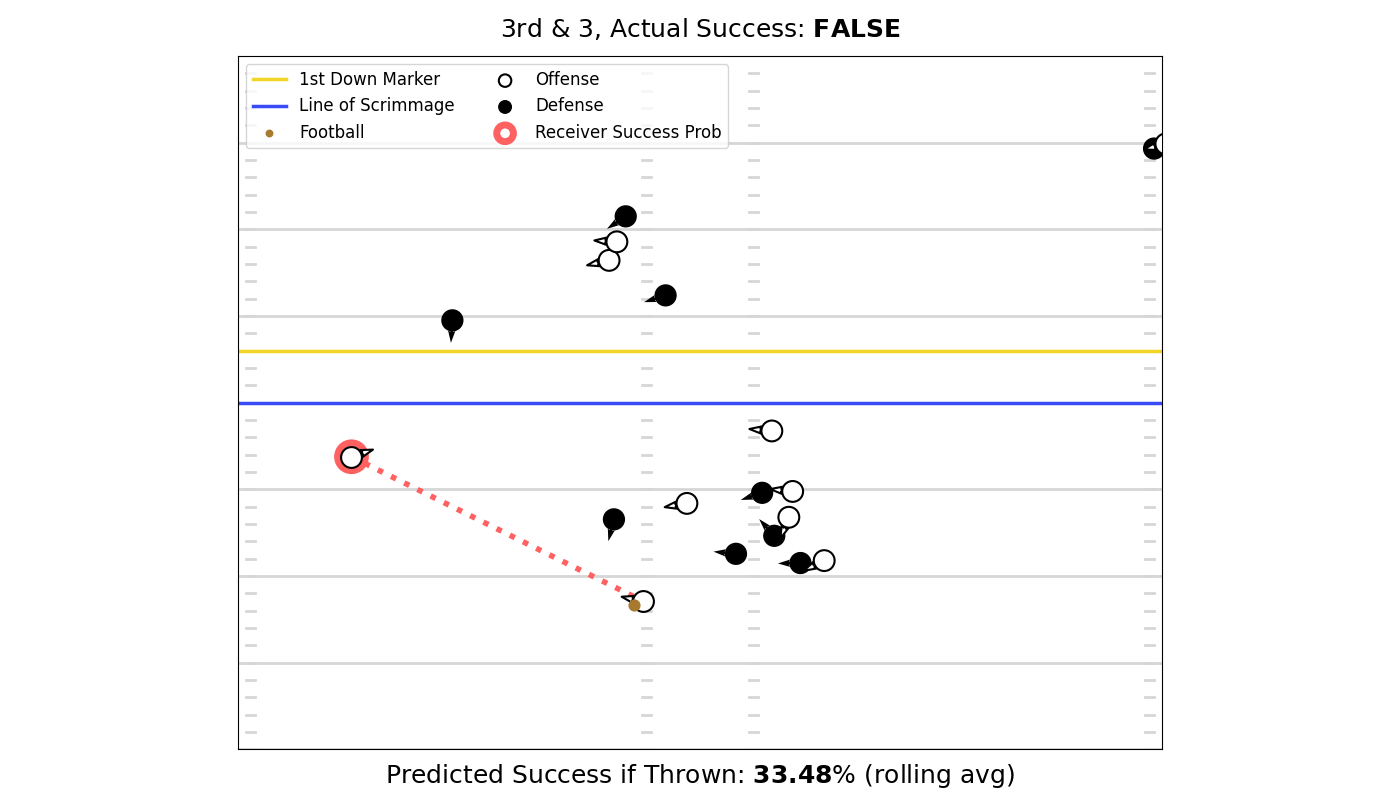 3rd & 3, Actual Success: FALSE
1st Down Marker
Line of Scrimmage
Football
Offense
Defense
Receiver Success Prob
Predicted Success if Thrown: 33.48% (rolling avg)